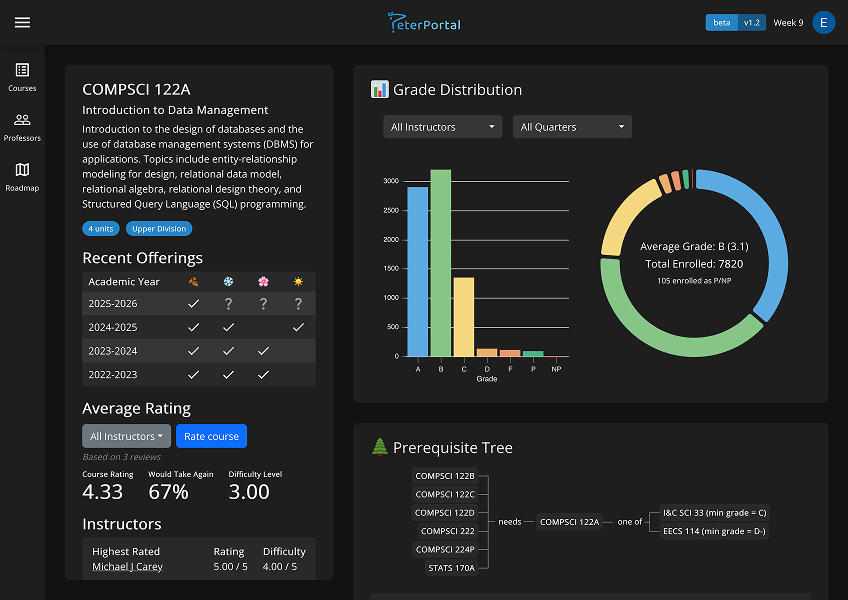 PeterPortal
beta v1.2 Week 9 E
Courses
Professors
Roadmap
COMPSCI 122A
Introduction to Data Management
Introduction to the design of databases and the
use of database management systems (DBMS) for
applications. Topics include entity-relationship
modeling for design, relational data model,
relational algebra, relational design theory, and
Structured Query Language (SQL) programming.
4 units Upper Division
Recent Offerings
Academic Year
2025-2026 ? ? ?
2024-2025
2023-2024
2022-2023
Average Rating
All Instructors Rate course
Based on 3 reviews
Course Rating Would Take Again Difficulty Level
4.33 67% 3.00
Instructors
Highest Rated Rating Difficulty
Michael J Carey 5.00 / 5 4.00 / 5
Grade Distribution
All Instructors All Quarters
3000
2500
2000
1500
1000
500
0
A B C D F P NP
Grade
Average Grade: B (3.1)
Total Enrolled: 7820
105 enrolled as P/NP
Prerequisite Tree
COMPSCI 122B
COMPSCI 122C
COMPSCI 122D
COMPSCI 222
COMPSCI 224P
STATS 170A
needs COMPSCI 122A one of
I&C SCI 33 (min grade = C)
EECS 114 (min grade = D-)